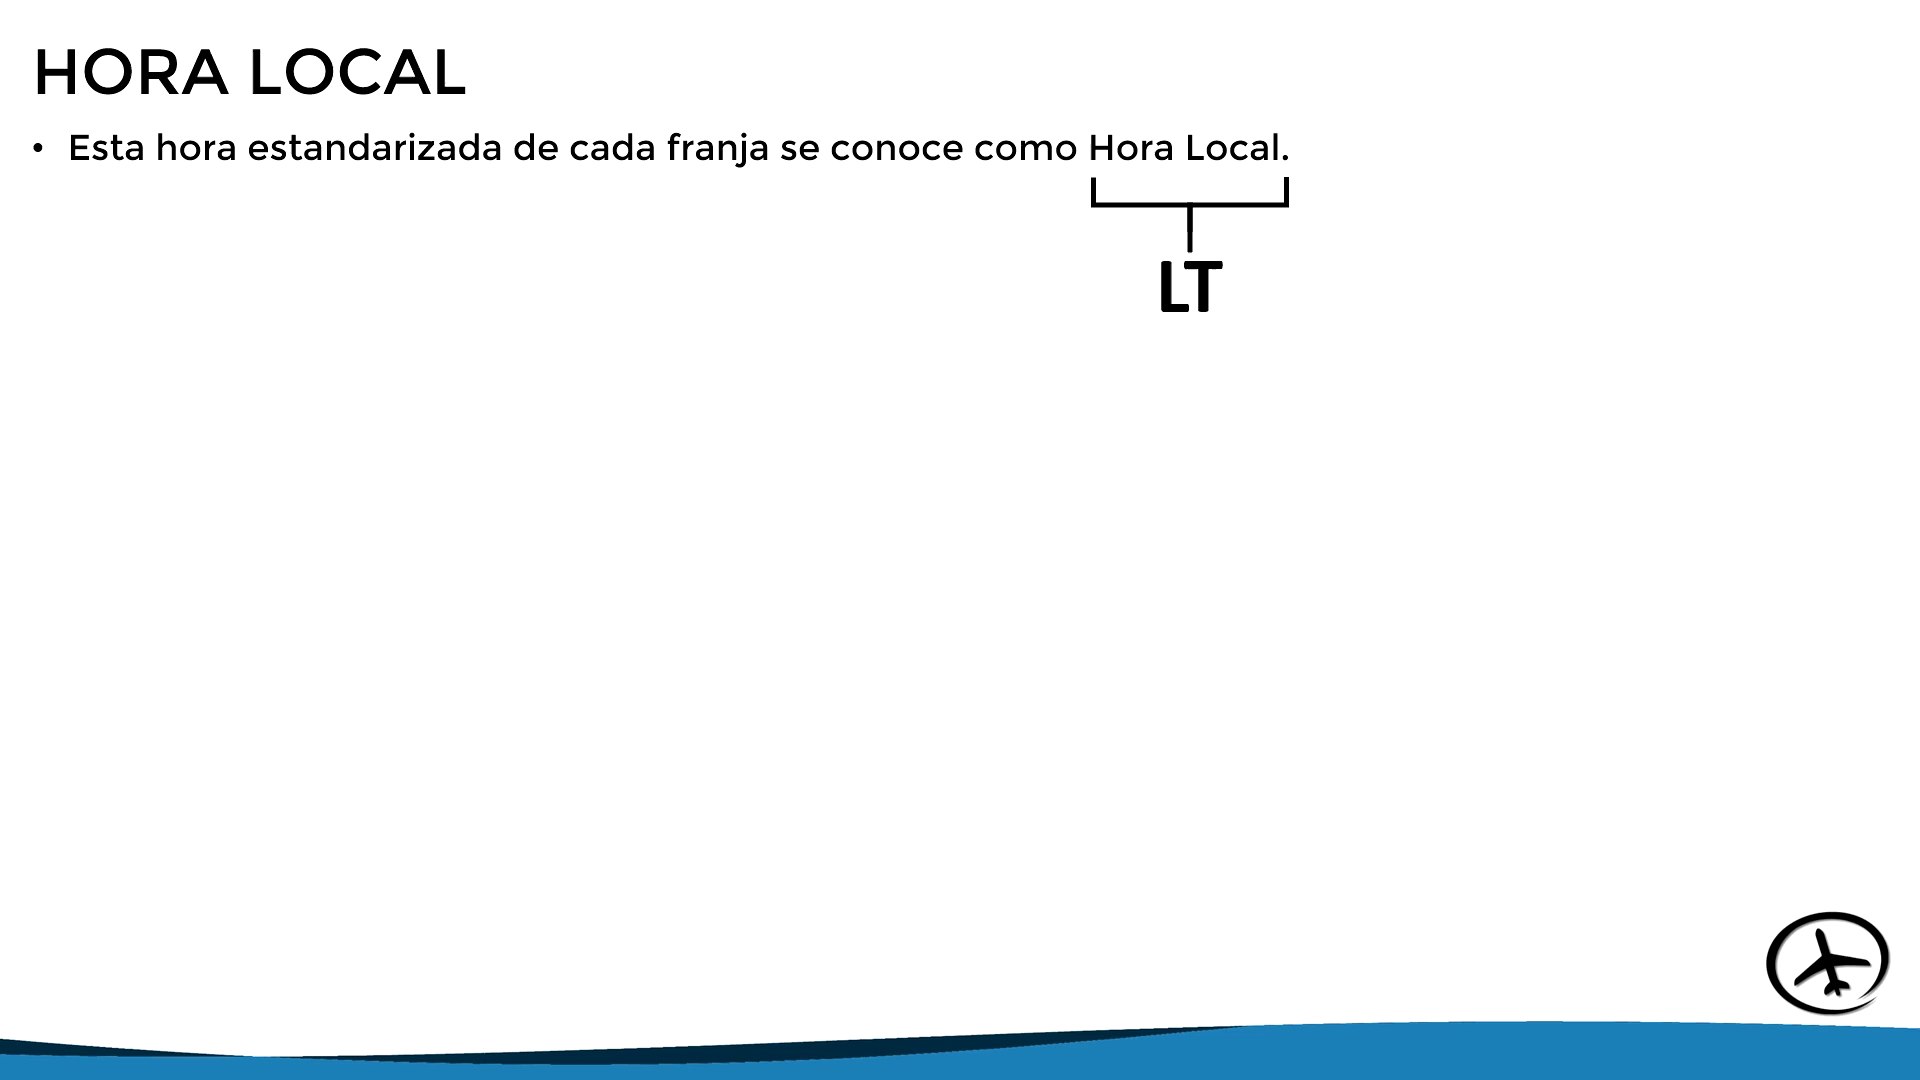 HORA LOCAL
• Esta hora estandarizada de cada franja se conoce como Hora Local.
LT